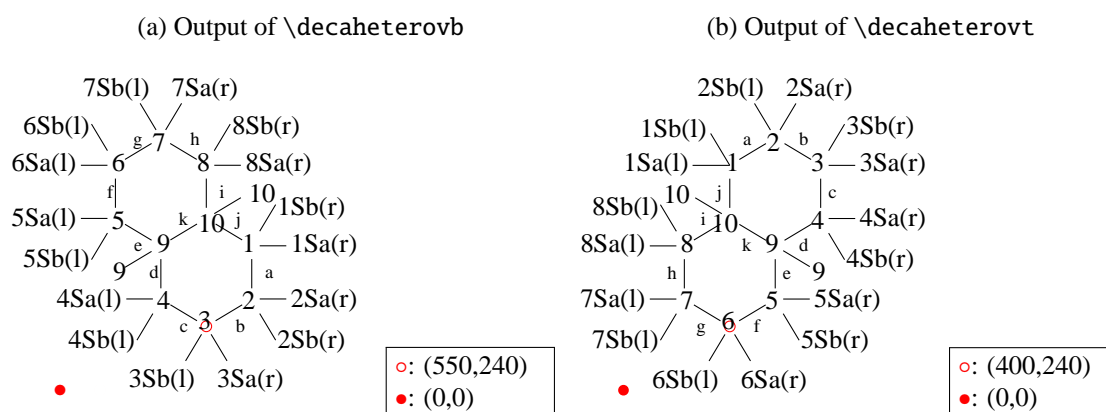 (a) Output of \decaheterovb
7Sb(l) 7Sa(r)
6Sb(l) g 7 h 8Sb(r)
6Sa(l) 6 8 8Sa(r)
f i 10
5Sa(l) 5 k 10 j 1Sb(r)
e 9 1 1Sa(r)
5Sb(l) 9 d a
4Sa(l) 4 2 2Sa(r)
c 3 b
4Sb(l) 2Sb(r)
3Sb(l) 3Sa(r)
: (550,240)
: (0,0)
(b) Output of \decaheterovt
2Sb(l) 2Sa(r)
1Sb(l) a 2 b 3Sb(r)
1Sa(l) 1 3 3Sa(r)
10 j c
8Sb(l) i 10 4 4Sa(r)
8Sa(l) 8 k 9 d 4Sb(r)
h e 9
7Sa(l) 7 5 5Sa(r)
g 6 f
7Sb(l) 5Sb(r)
6Sb(l) 6Sa(r)
: (400,240)
: (0,0)